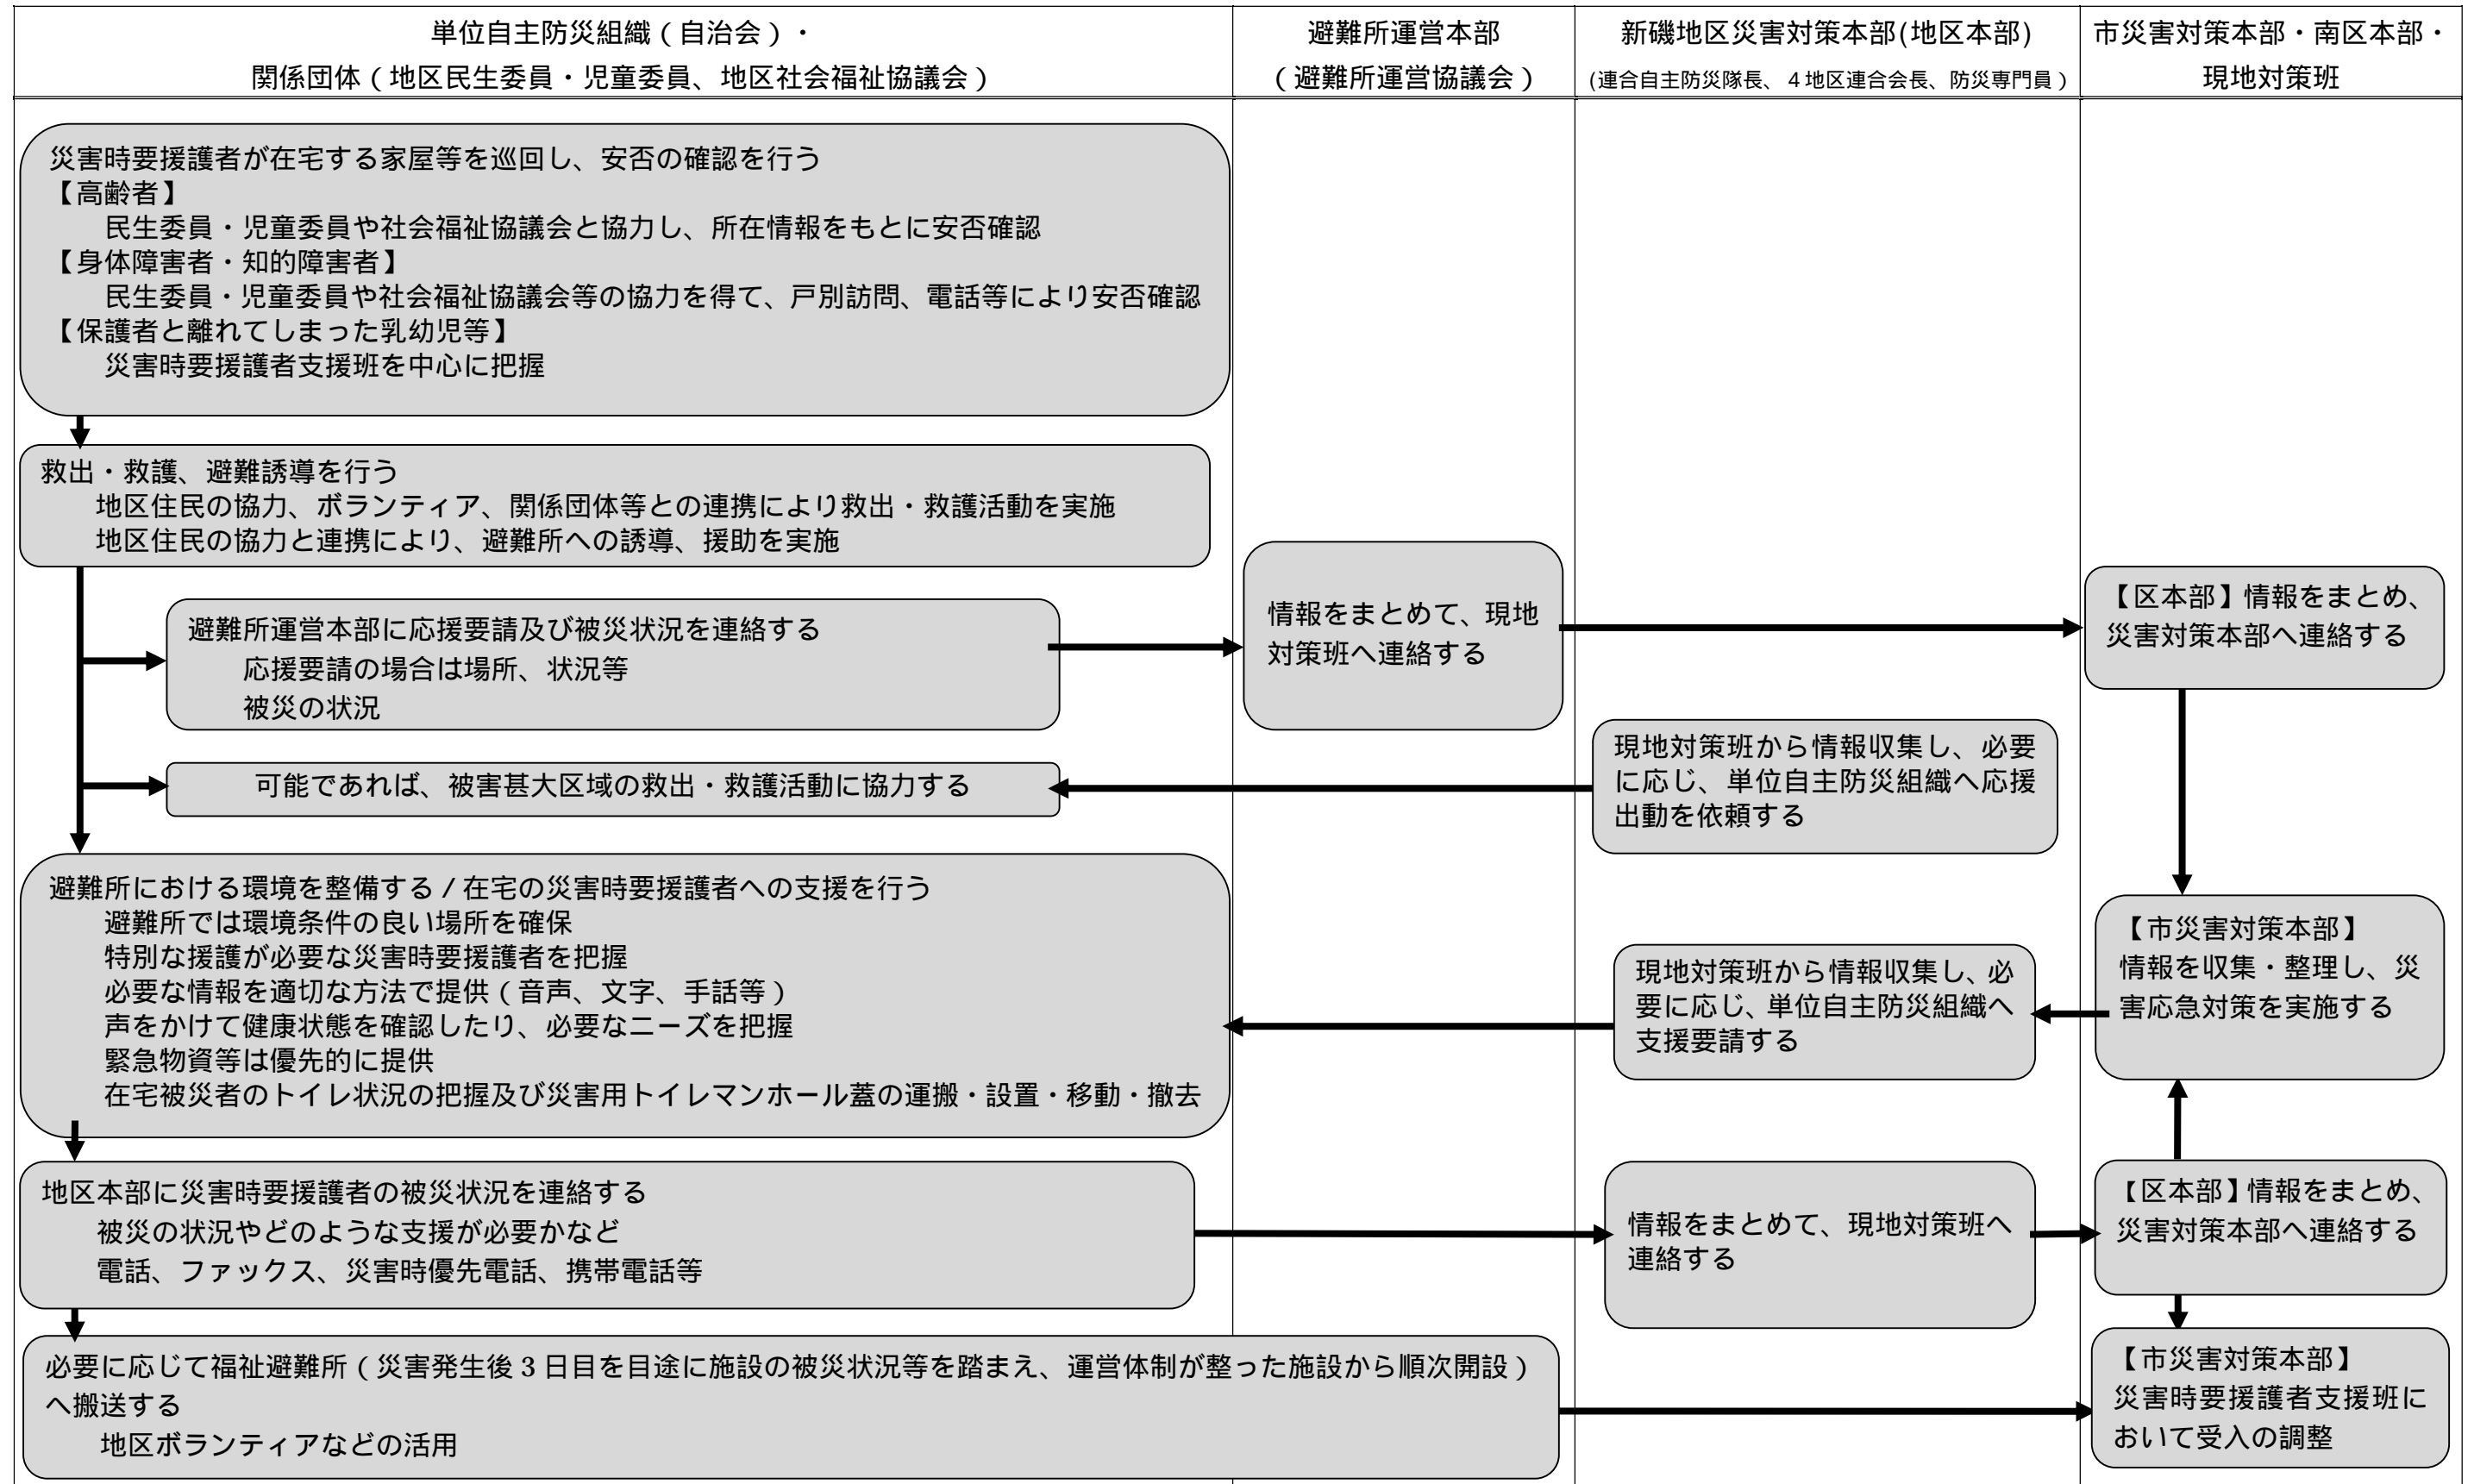 単位自主防災組織（自治会）・
関係団体（地区民生委員・児童委員、地区社会福祉協議会）
避難所運営本部
（避難所運営協議会）
新磯地区災害対策本部(地区本部)
(連合自主防災隊長、４地区連合会長、防災専門員）
市災害対策本部・南区本部・
現地対策班
災害時要援護者が在宅する家屋等を巡回し、安否の確認を行う
【高齢者】
民生委員・児童委員や社会福祉協議会と協力し、所在情報をもとに安否確認
【身体障害者・知的障害者】
民生委員・児童委員や社会福祉協議会等の協力を得て、戸別訪問、電話等により安否確認
【保護者と離れてしまった乳幼児等】
災害時要援護者支援班を中心に把握
救出・救護、避難誘導を行う
地区住民の協力、ボランティア、関係団体等との連携により救出・救護活動を実施
地区住民の協力と連携により、避難所への誘導、援助を実施
避難所運営本部に応援要請及び被災状況を連絡する
応援要請の場合は場所、状況等
被災の状況
情報をまとめて、現地
対策班へ連絡する
【区本部】情報をまとめ、
災害対策本部へ連絡する
可能であれば、被害甚大区域の救出・救護活動に協力する
現地対策班から情報収集し、必要
に応じ、単位自主防災組織へ応援
出動を依頼する
避難所における環境を整備する / 在宅の災害時要援護者への支援を行う
避難所では環境条件の良い場所を確保
特別な援護が必要な災害時要援護者を把握
必要な情報を適切な方法で提供（音声、文字、手話等）
声をかけて健康状態を確認したり、必要なニーズを把握
緊急物資等は優先的に提供
在宅被災者のトイレ状況の把握及び災害用トイレマンホール蓋の運搬・設置・移動・撤去
現地対策班から情報収集し、必
要に応じ、単位自主防災組織へ
支援要請する
【市災害対策本部】
情報を収集・整理し、災
害応急対策を実施する
地区本部に災害時要援護者の被災状況を連絡する
被災の状況やどのような支援が必要かなど
電話、ファックス、災害時優先電話、携帯電話等
情報をまとめて、現地対策班へ
連絡する
【区本部】情報をまとめ、
災害対策本部へ連絡する
必要に応じて福祉避難所（災害発生後 3 日目を目途に施設の被災状況等を踏まえ、運営体制が整った施設から順次開設）
へ搬送する
地区ボランティアなどの活用
【市災害対策本部】
災害時要援護者支援班に
おいて受入の調整